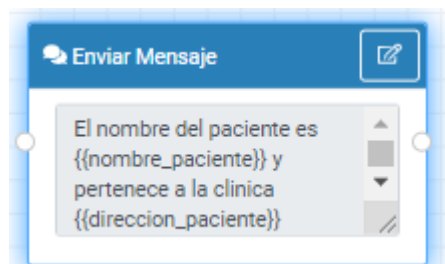 Enviar Mensaje
El nombre del paciente es
{{nombre_paciente}} y
pertenece a la clinica
{{direccion_paciente}}